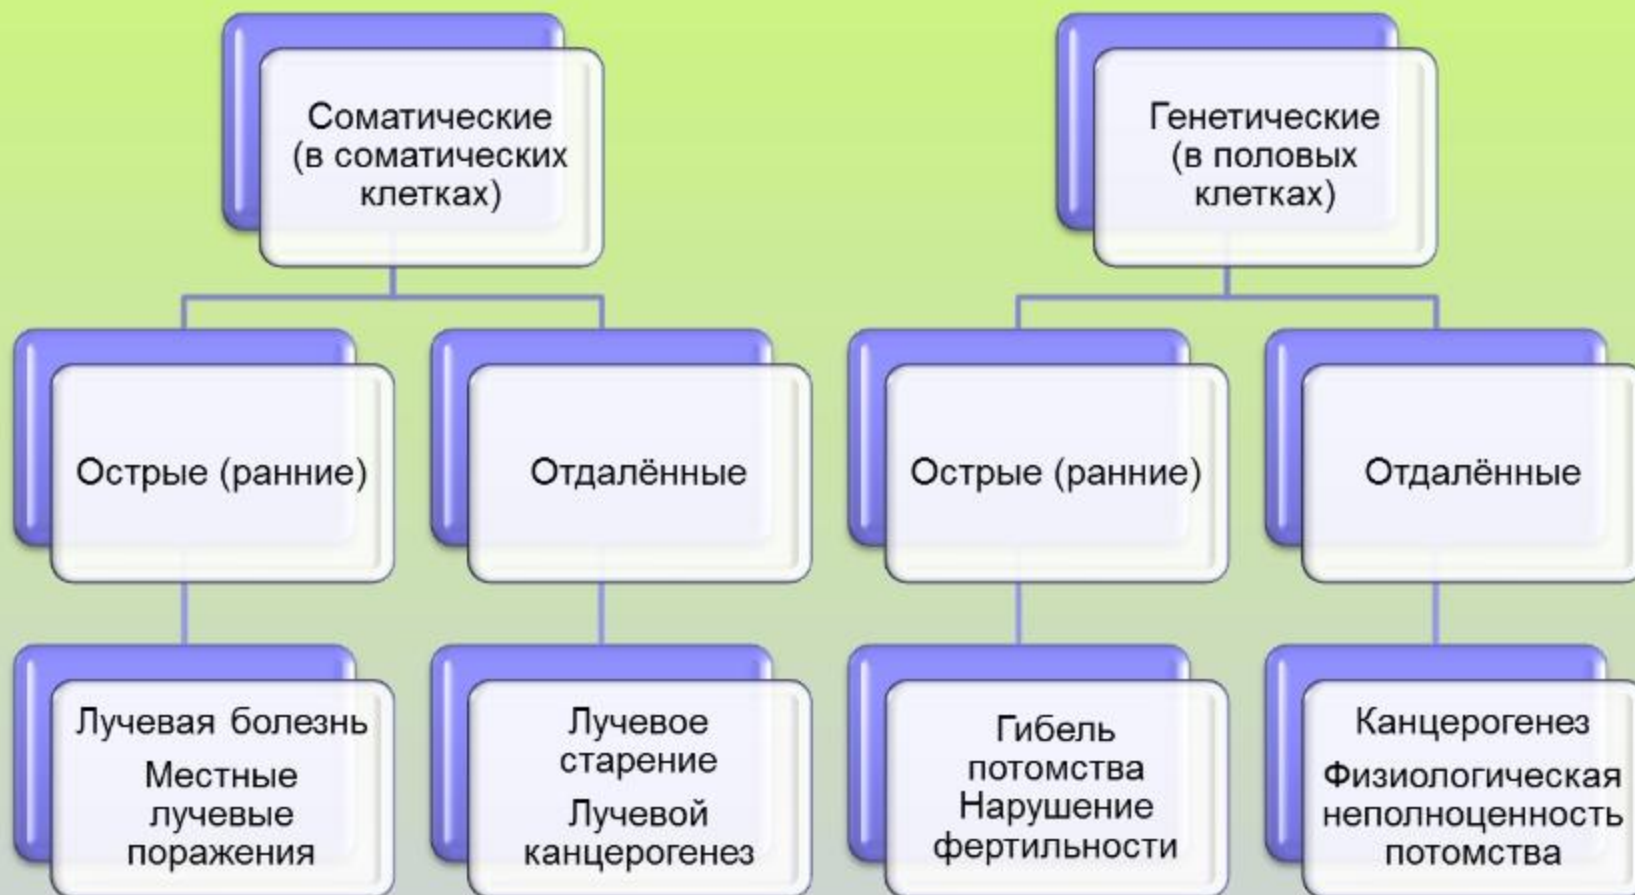 Соматические
(в соматических
клетках)
Генетические
(в половых
клетках)
Острые (ранние)
Отдалённые
Острые (ранние)
Отдалённые
Лучевая болезнь
Местные
лучевые
поражения
Лучевое
старение
Лучевой
канцерогенез
Гибель
потомства
Нарушение
фертильности
Канцерогенез
Физиологическая
неполноценность
потомства